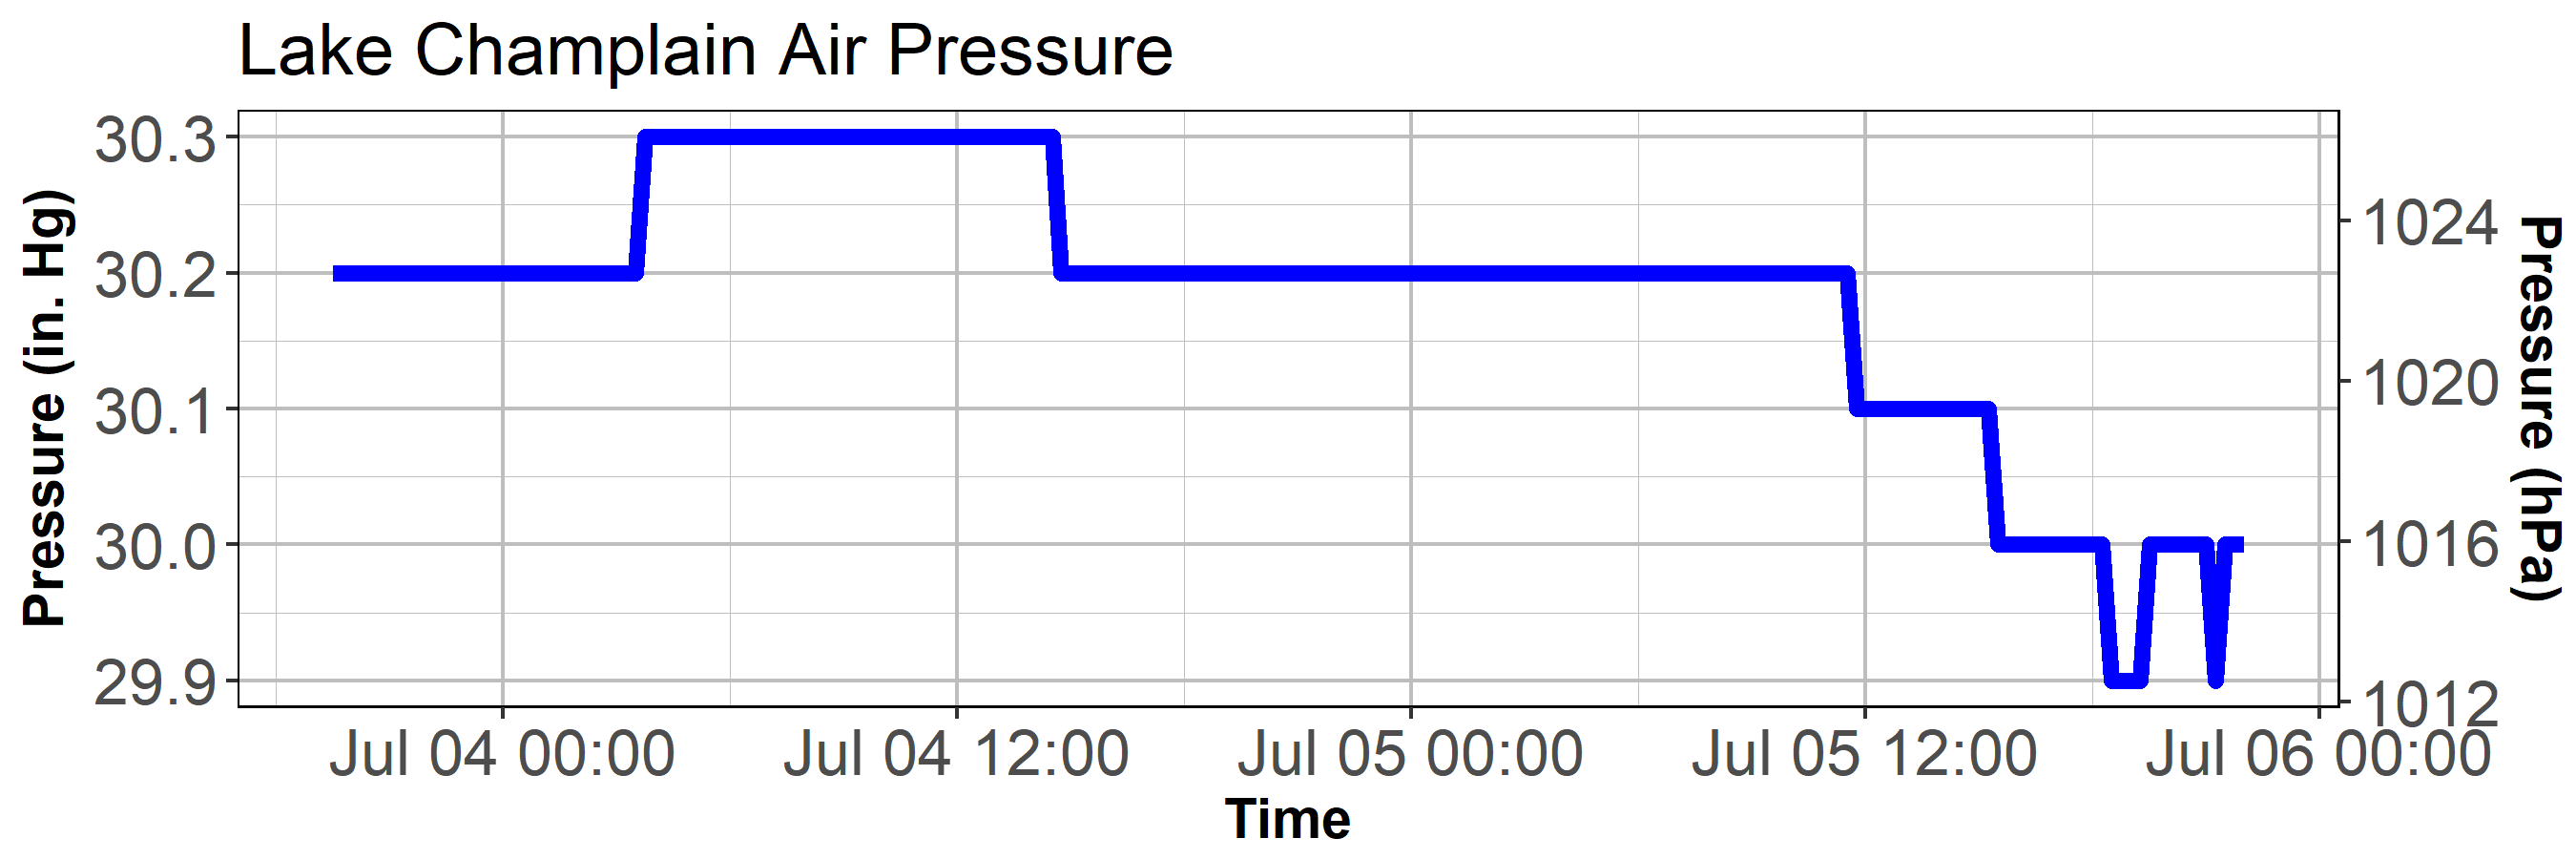 Lake Champlain Air Pressure
Pressure (in. Hg)
30.3
30.2
30.1
30.0
29.9
1024
1020
1016
1012
Pressure (hPa)
Jul 04 00:00 Jul 04 12:00 Jul 05 00:00 Jul 05 12:00 Jul 06 00:00
Time